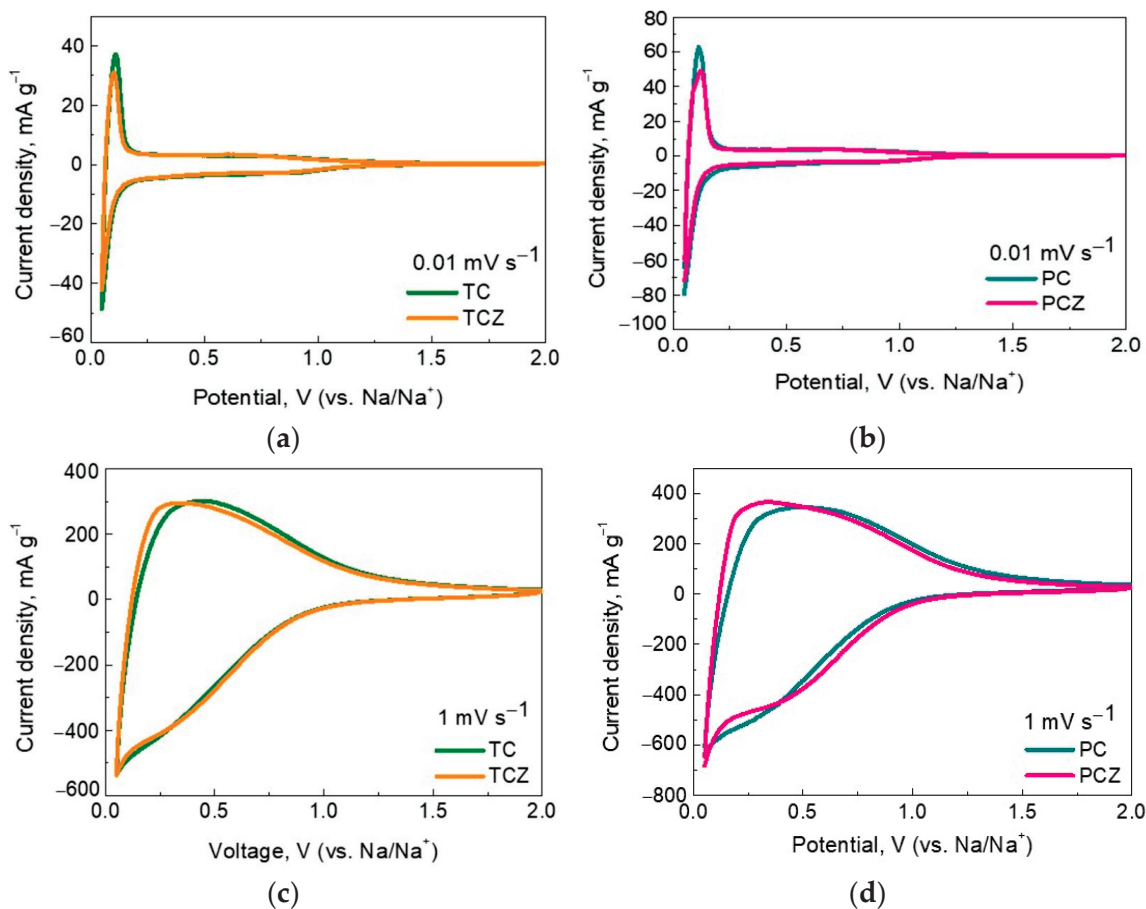 Current density, mA g⁻¹
40
20
0
−20
−40
−60
0.01 mV s⁻¹
TC
TCZ
0.0 0.5 1.0 1.5 2.0
Potential, V (vs. Na/Na⁺)
(a)
Current density, mA g⁻¹
80
60
40
20
0
−20
−40
−60
−80
−100
0.01 mV s⁻¹
PC
PCZ
0.0 0.5 1.0 1.5 2.0
Potential, V (vs. Na/Na⁺)
(b)
Current density, mA g⁻¹
400
200
0
−200
−400
−600
1 mV s⁻¹
TC
TCZ
0.0 0.5 1.0 1.5 2.0
Voltage, V (vs. Na/Na⁺)
(c)
Current density, mA g⁻¹
400
200
0
−200
−400
−600
−800
1 mV s⁻¹
PC
PCZ
0.0 0.5 1.0 1.5 2.0
Potential, V (vs. Na/Na⁺)
(d)